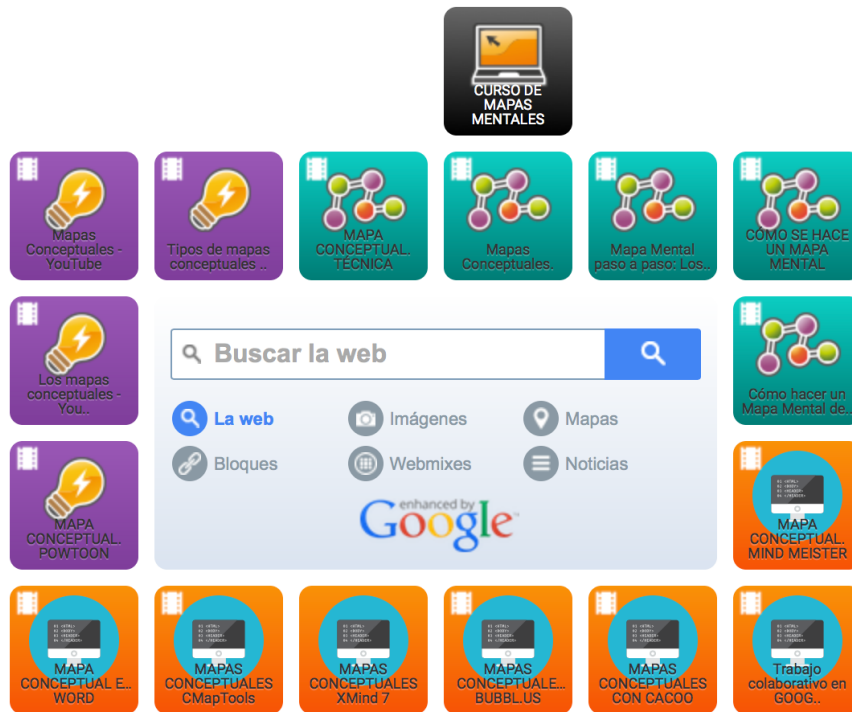 CURSO DE
MAPAS
MENTALES
Mapas
Conceptuales -
YouTube
Tipos de mapas
conceptuales ..
MAPA
CONCEPTUAL.
TÉCNICA
Mapas
Conceptuales.
Mapa Mental
paso a paso: Los..
CÓMO SE HACE
UN MAPA
MENTAL
Los mapas
conceptuales -
You..
Buscar la web
La web
Imágenes
Mapas
Bloques
Webmixes
Noticias
enhanced by
Google
Cómo hacer un
Mapa Mental de..
MAPA
CONCEPTUAL.
POWTOON
MAPA
CONCEPTUAL.
MIND MEISTER
MAPA
CONCEPTUAL E...
WORD
MAPAS
CONCEPTUALES
CMapTools
MAPAS
CONCEPTUALES
XMind 7
MAPAS
CONCEPTUALE...
BUBBL.US
MAPAS
CONCEPTUALES
CON CACOO
Trabajo
colaborativo en
GOOG..